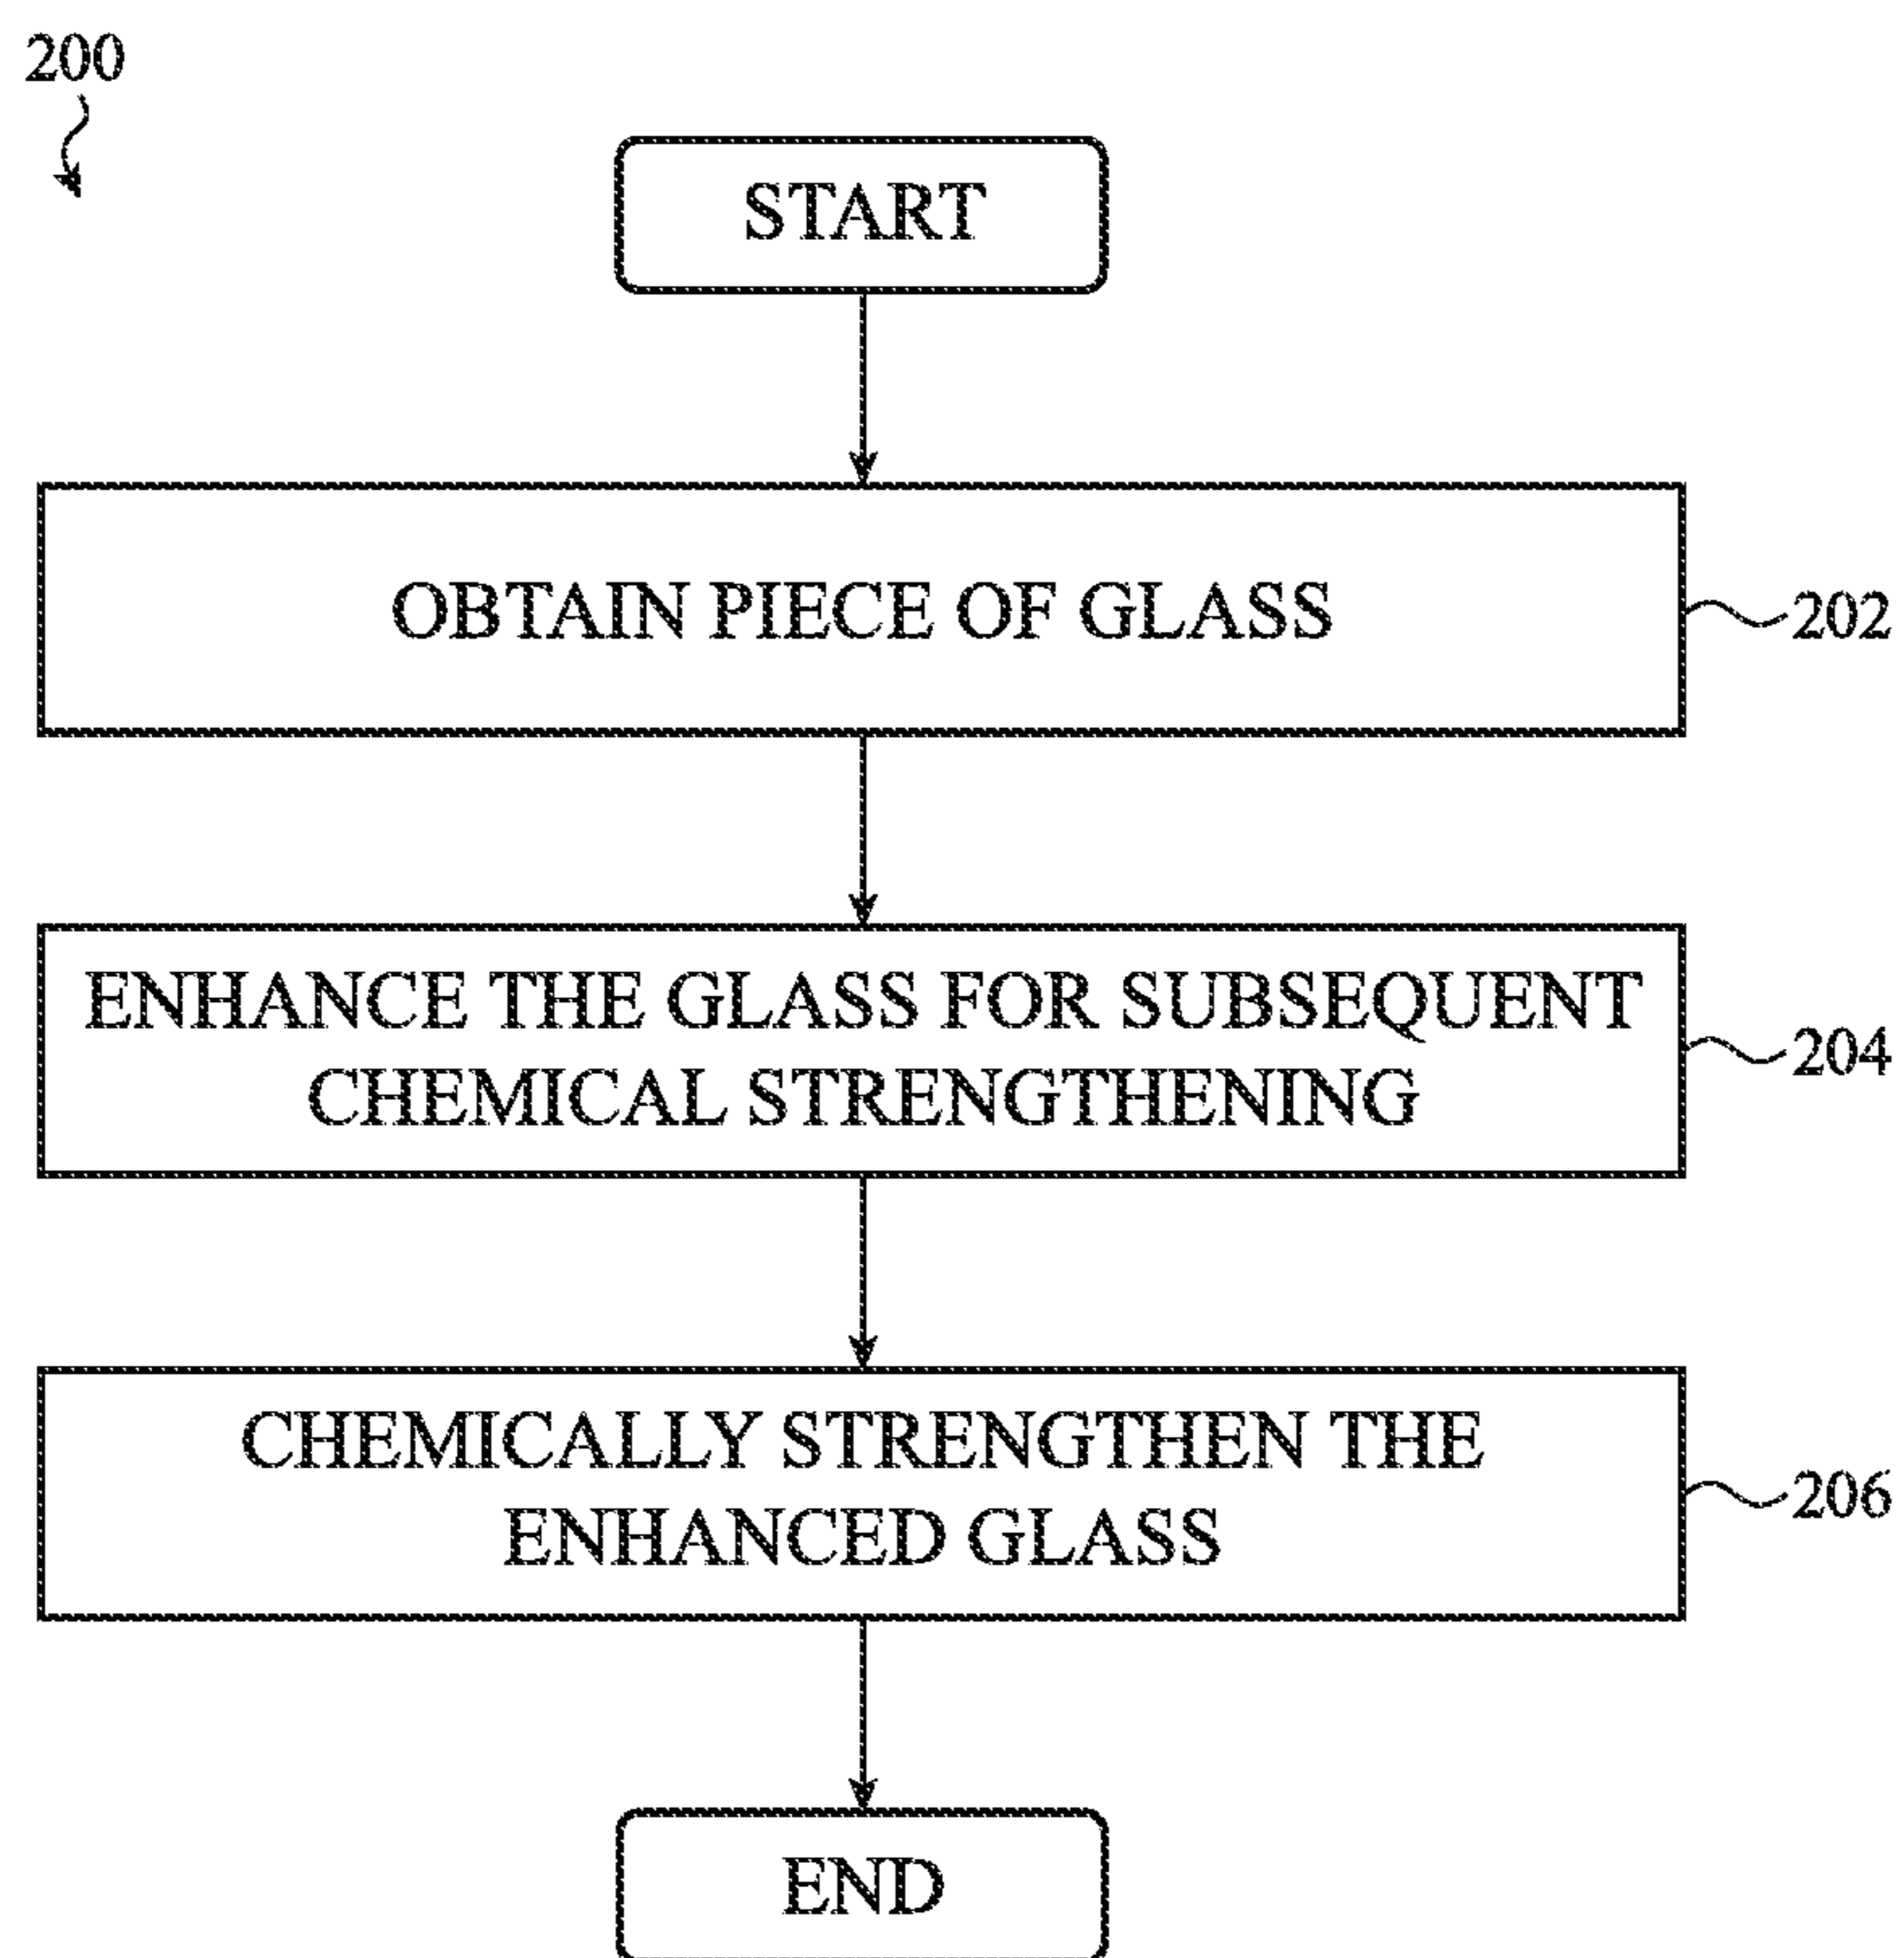 200
START
OBTAIN PIECE OF GLASS
202
ENHANCE THE GLASS FOR SUBSEQUENT
CHEMICAL STRENGTHENING
204
CHEMICALLY STRENGTHEN THE
ENHANCED GLASS
206
END